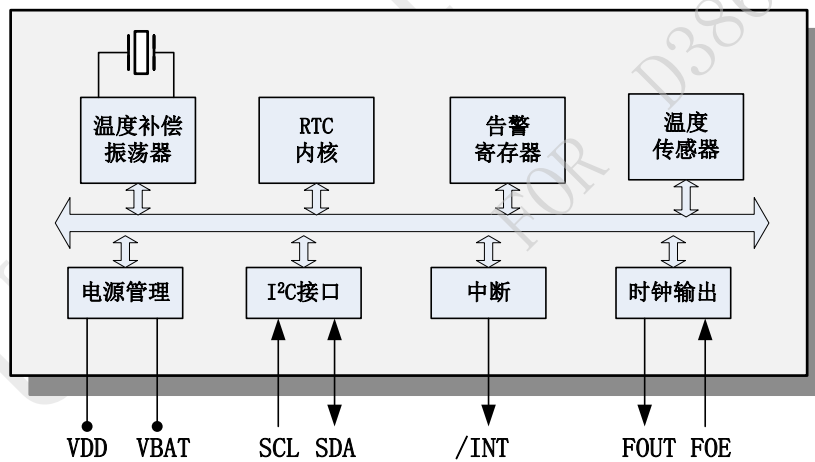 温度补偿
振荡器
RTC
内核
告警
寄存器
温度
传感器
电源管理
I²C接口
中断
时钟输出
VDD VBAT SCL SDA /INT FOUT FOE
FOR